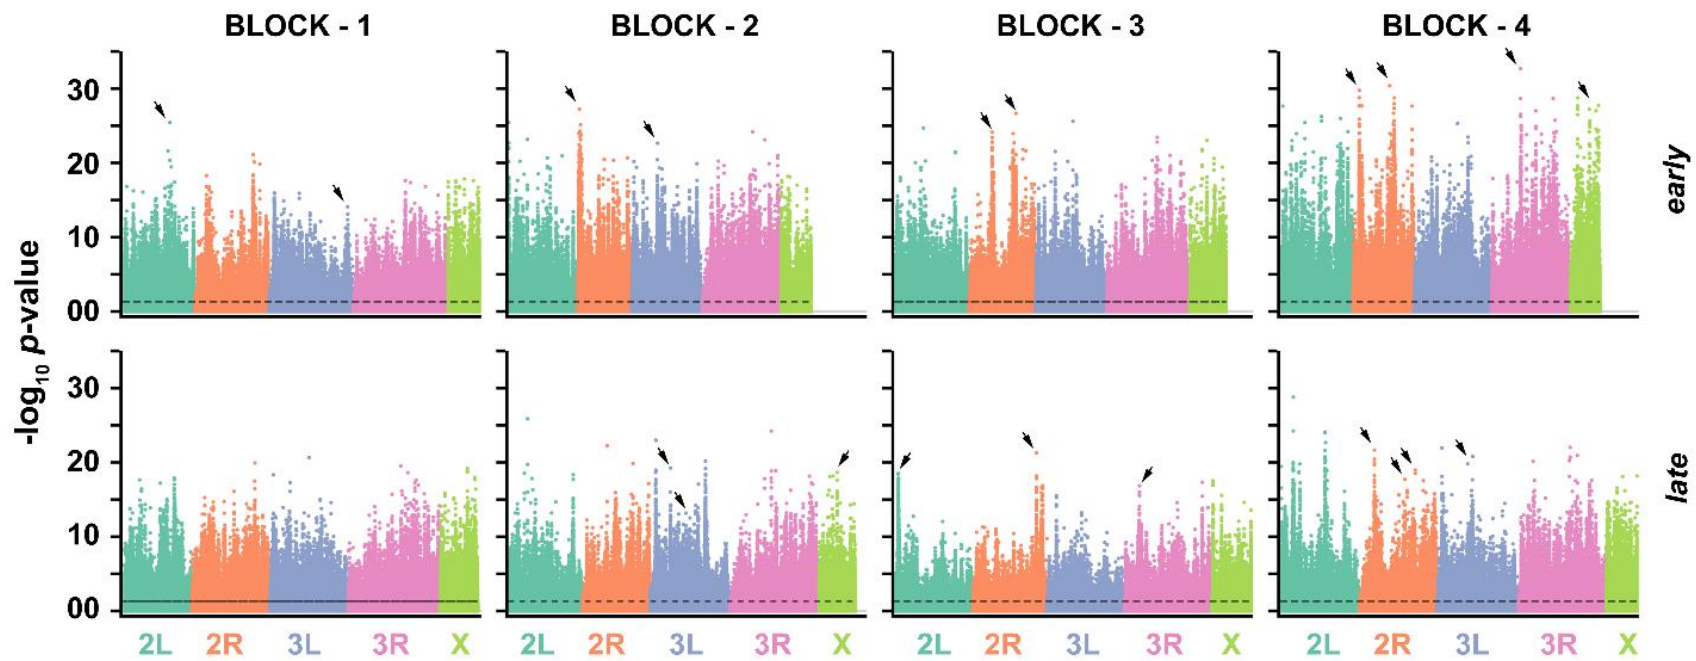 BLOCK - 1 BLOCK - 2 BLOCK - 3 BLOCK - 4
30
20
10
00
early
-log10 p-value
30
20
10
00
late
2L 2R 3L 3R X 2L 2R 3L 3R X 2L 2R 3L 3R X 2L 2R 3L 3R X